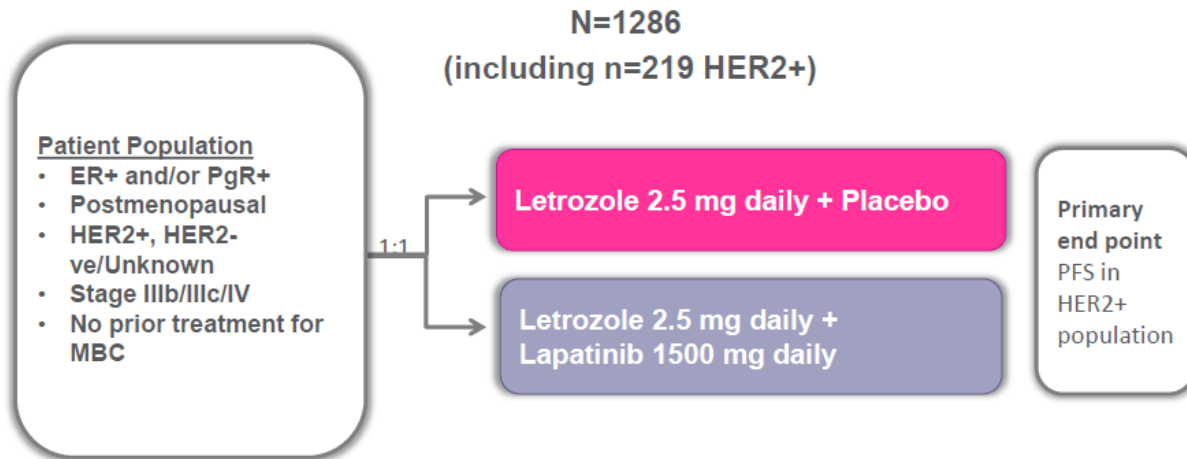 N=1286
(including n=219 HER2+)
Patient Population
• ER+ and/or PgR+
• Postmenopausal
• HER2+, HER2-
ve/Unknown
• Stage IIIb/IIIc/IV
• No prior treatment for
MBC
1:1
Letrozole 2.5 mg daily + Placebo
Letrozole 2.5 mg daily +
Lapatinib 1500 mg daily
Primary
end point
PFS in
HER2+
population